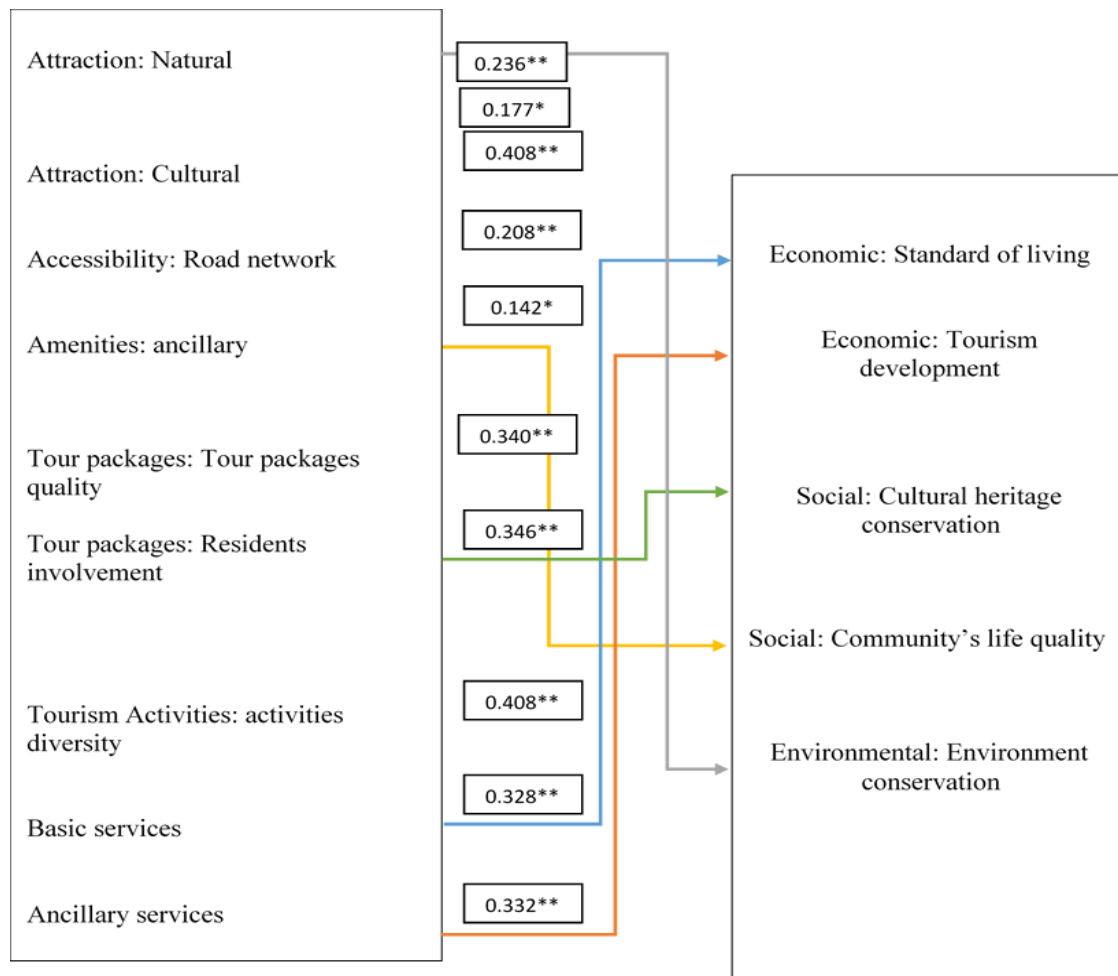 Attraction: Natural
Attraction: Cultural
Accessibility: Road network
Amenities: ancillary
Tour packages: Tour packages
quality
Tour packages: Residents
involvement
Tourism Activities: activities
diversity
Basic services
Ancillary services
0.236**
0.177*
0.408**
0.208**
0.142*
0.340**
0.346**
0.408**
0.328**
0.332**
Economic: Standard of living
Economic: Tourism
development
Social: Cultural heritage
conservation
Social: Community’s life quality
Environmental: Environment
conservation